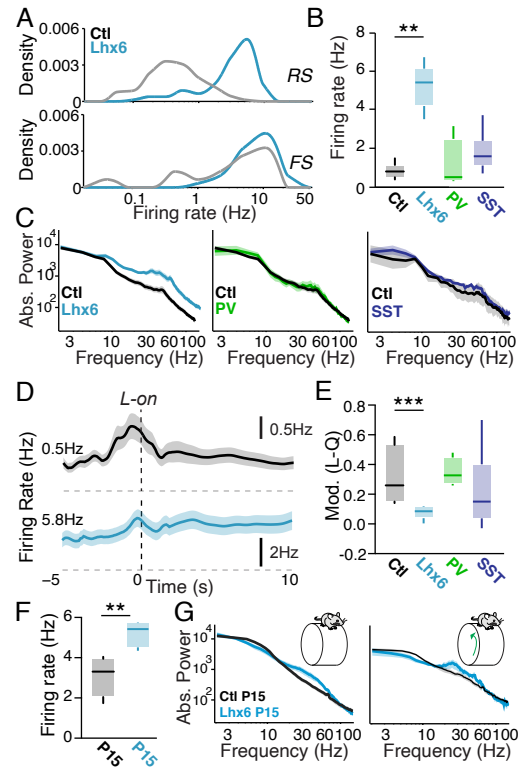 A
Ctl
Lhx6
Density
0.006
0.003
0
RS
Density
0.006
0.003
0
FS
0.1 1 10 50
Firing rate (Hz)
B
**
Firing rate (Hz)
8
6
4
2
0
Ctl
Lhx6
PV
SST
C
Abs. Power
10⁴
10³
10²
Ctl
Lhx6
3 10 30 60 100
Frequency (Hz)
Ctl
PV
3 10 30 60 100
Frequency (Hz)
Ctl
SST
3 10 30 60 100
Frequency (Hz)
D
L-on
Firing Rate (Hz)
0.5Hz
0.5Hz
5.8Hz
2Hz
−5 0 10
Time (s)
E
***
Mod. (L-Q)
0.8
0.6
0.4
0.2
0.0
Ctl
Lhx6
PV
SST
F
**
Firing rate (Hz)
6
4
2
0
P15
P15
G
Abs. Power
10⁴
10³
10²
Ctl P15
Lhx6 P15
3 10 30 60 100
Frequency (Hz)
3 10 30 60 100
Frequency (Hz)